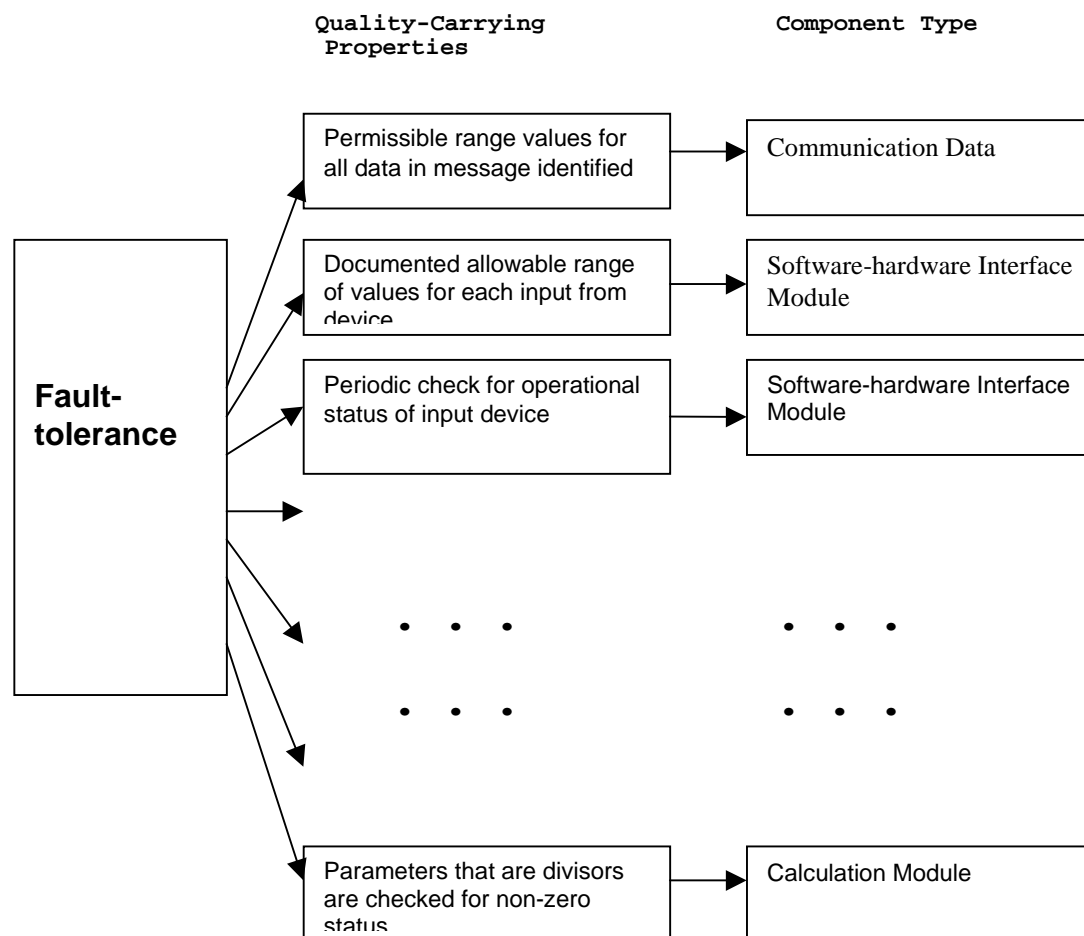 Quality-Carrying
Properties
Component Type
Permissible range values for
all data in message identified
Communication Data
Documented allowable range
of values for each input from
device
Software-hardware Interface
Module
Fault-
tolerance
Periodic check for operational
status of input device
Software-hardware Interface
Module
. . .
. . .
. . .
. . .
Parameters that are divisors
are checked for non-zero
status
Calculation Module